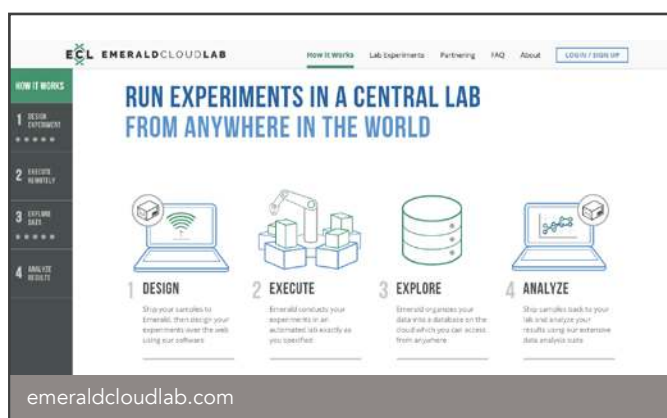 ECL EMERALDCLOUDLAB
How It Works Lab Experiments Partnering FAQ About LOGIN / SIGN UP
HOW IT WORKS
1 DESIGN
EXPERIMENT
2 EXECUTE
REMOTELY
3 EXPLORE
DATA
4 ANALYZE
RESULTS
RUN EXPERIMENTS IN A CENTRAL LAB
FROM ANYWHERE IN THE WORLD
1 DESIGN
Ship your samples to
Emerald, then design your
experiments over the web
using our software
2 EXECUTE
Emerald conducts your
experiments in an
automated lab exactly as
you specified
3 EXPLORE
Emerald organizes your
data into a database on the
cloud which you can access
from anywhere
4 ANALYZE
Ship samples back to your
lab and analyze your
results using our extensive
data analysis suite
emeraldcloudlab.com